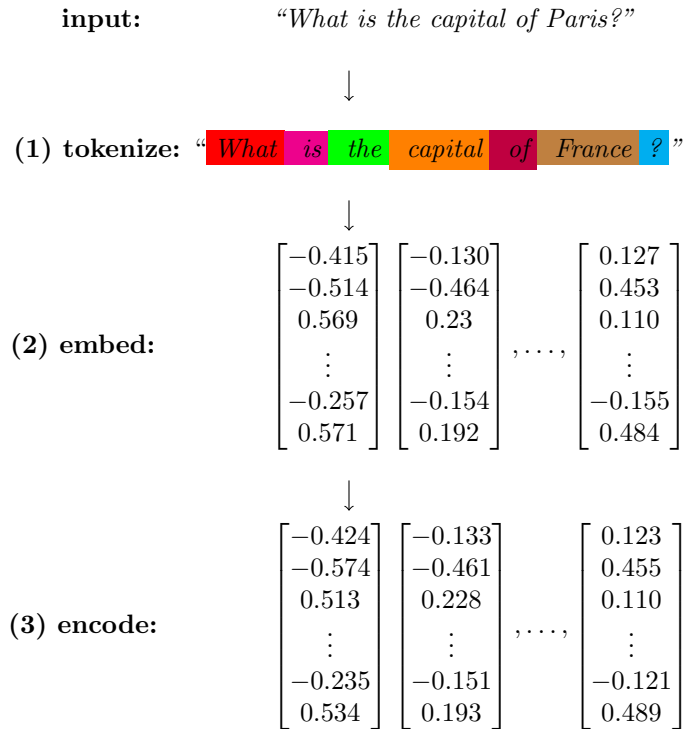 input: “What is the capital of Paris?”
↓
(1) tokenize: “ What is the capital of France ? ”
↓
[−0.415 [−0.130 [0.127
−0.514 −0.464 0.453
0.569 0.23 0.110
(2) embed: ⋮ ⋮ , . . . , ⋮
−0.257 −0.154 −0.155
0.571] 0.192] 0.484]
↓
[−0.424 [−0.133 [0.123
−0.574 −0.461 0.455
0.513 0.228 0.110
(3) encode: ⋮ ⋮ , . . . , ⋮
−0.235 −0.151 −0.121
0.534] 0.193] 0.489]